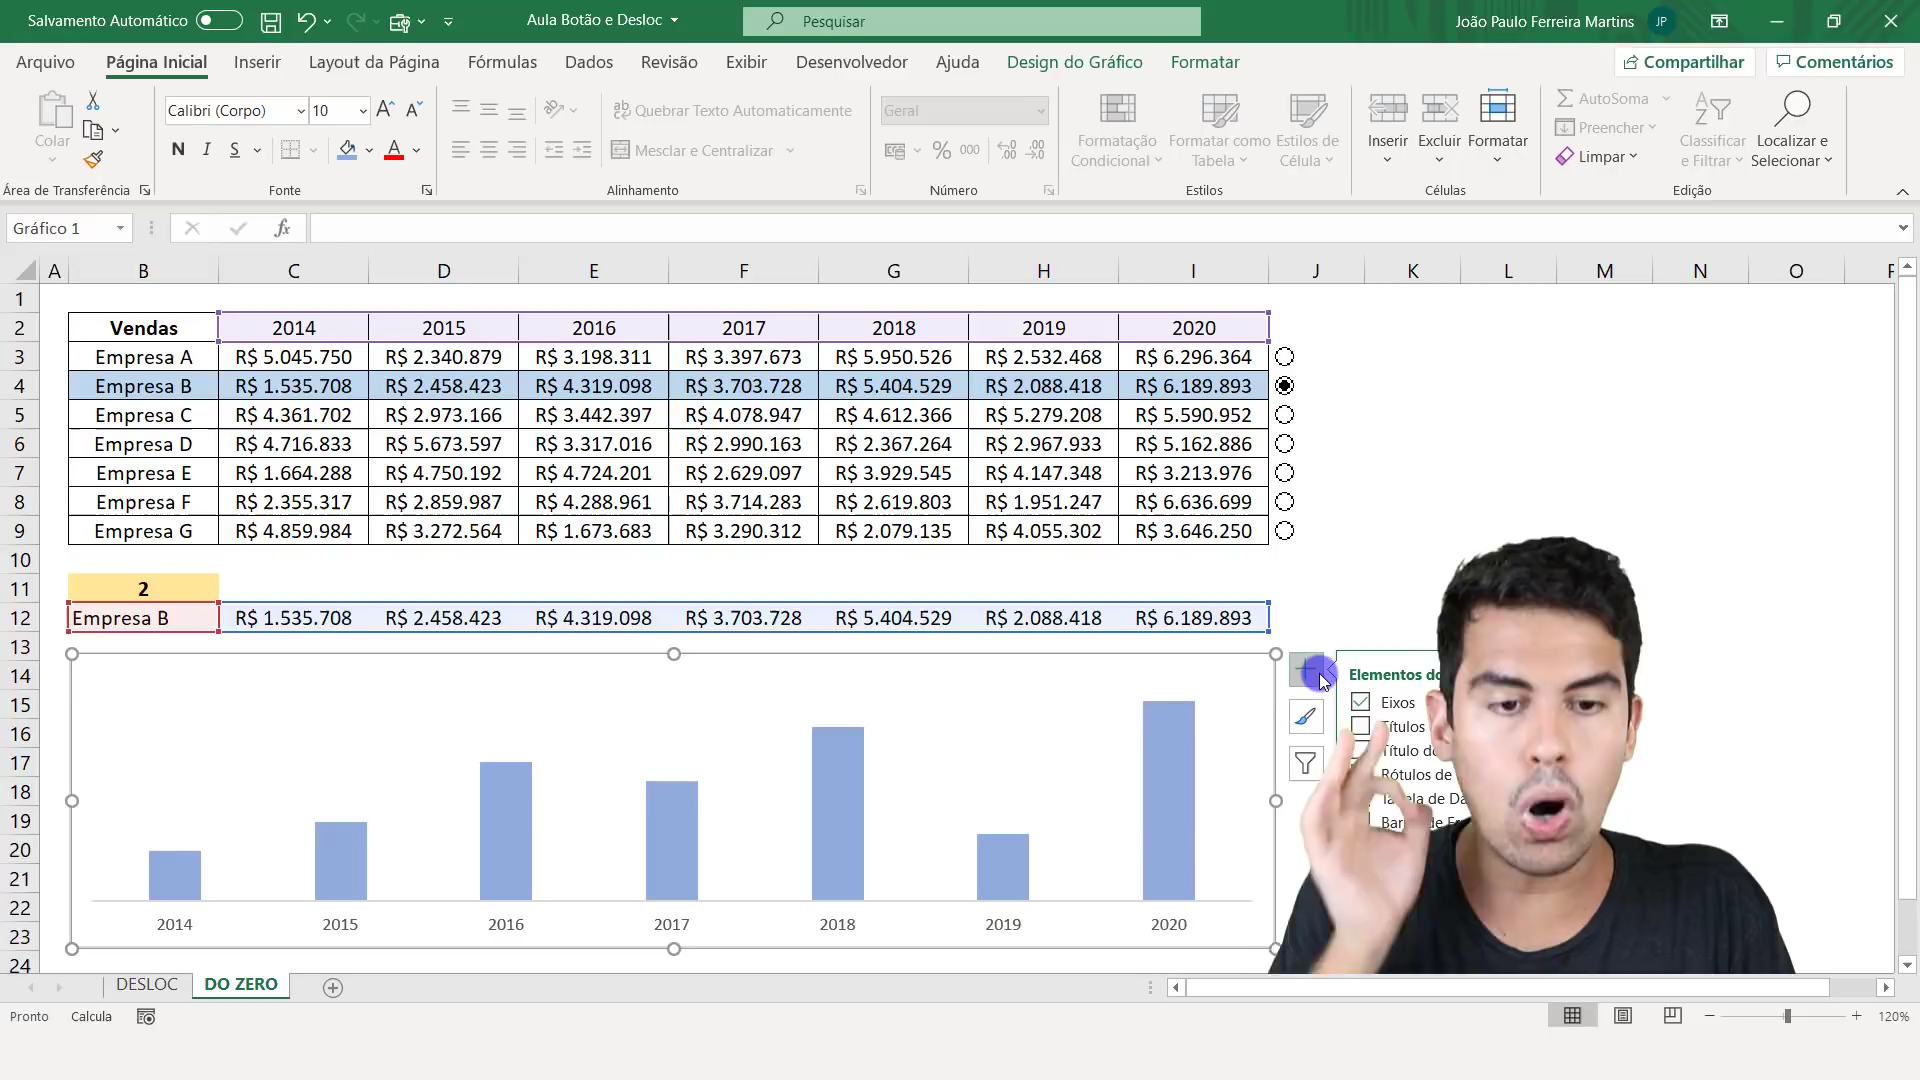 Salvamento Automático
Aula Botão e Desloc
Pesquisar
João Paulo Ferreira Martins
JP
Arquivo
Página Inicial
Inserir
Layout da Página
Fórmulas
Dados
Revisão
Exibir
Desenvolvedor
Ajuda
Design do Gráfico
Formatar
Compartilhar
Comentários
Colar
Área de Transferência
Calibri (Corpo)
10
N I S
Fonte
Quebrar Texto Automaticamente
Mesclar e Centralizar
Alinhamento
Geral
% 000
Número
Formatação Condicional
Formatar como Tabela
Estilos de Célula
Estilos
Inserir
Excluir
Formatar
Células
AutoSoma
Preencher
Limpar
Classificar e Filtrar
Localizar e Selecionar
Edição
Gráfico 1
fx
A B C D E F G H I J K L M N O
1
2 Vendas 2014 2015 2016 2017 2018 2019 2020
3 Empresa A R$ 5.045.750 R$ 2.340.879 R$ 3.198.311 R$ 3.397.673 R$ 5.950.526 R$ 2.532.468 R$ 6.296.364
4 Empresa B R$ 1.535.708 R$ 2.458.423 R$ 4.319.098 R$ 3.703.728 R$ 5.404.529 R$ 2.088.418 R$ 6.189.893
5 Empresa C R$ 4.361.702 R$ 2.973.166 R$ 3.442.397 R$ 4.078.947 R$ 4.612.366 R$ 5.279.208 R$ 5.590.952
6 Empresa D R$ 4.716.833 R$ 5.673.597 R$ 3.317.016 R$ 2.990.163 R$ 2.367.264 R$ 2.967.933 R$ 5.162.886
7 Empresa E R$ 1.664.288 R$ 4.750.192 R$ 4.724.201 R$ 2.629.097 R$ 3.929.545 R$ 4.147.348 R$ 3.213.976
8 Empresa F R$ 2.355.317 R$ 2.859.987 R$ 4.288.961 R$ 3.714.283 R$ 2.619.803 R$ 1.951.247 R$ 6.636.699
9 Empresa G R$ 4.859.984 R$ 3.272.564 R$ 1.673.683 R$ 3.290.312 R$ 2.079.135 R$ 4.055.302 R$ 3.646.250
10
11 2
12 Empresa B R$ 1.535.708 R$ 2.458.423 R$ 4.319.098 R$ 3.703.728 R$ 5.404.529 R$ 2.088.418 R$ 6.189.893
13
14
15
16
17
18
19
20
21
22
23
24
2014 2015 2016 2017 2018 2019 2020
Elementos
Eixos
Títulos
Título
Rótulos de
DESLOC
DO ZERO
Pronto
Calcula
120%